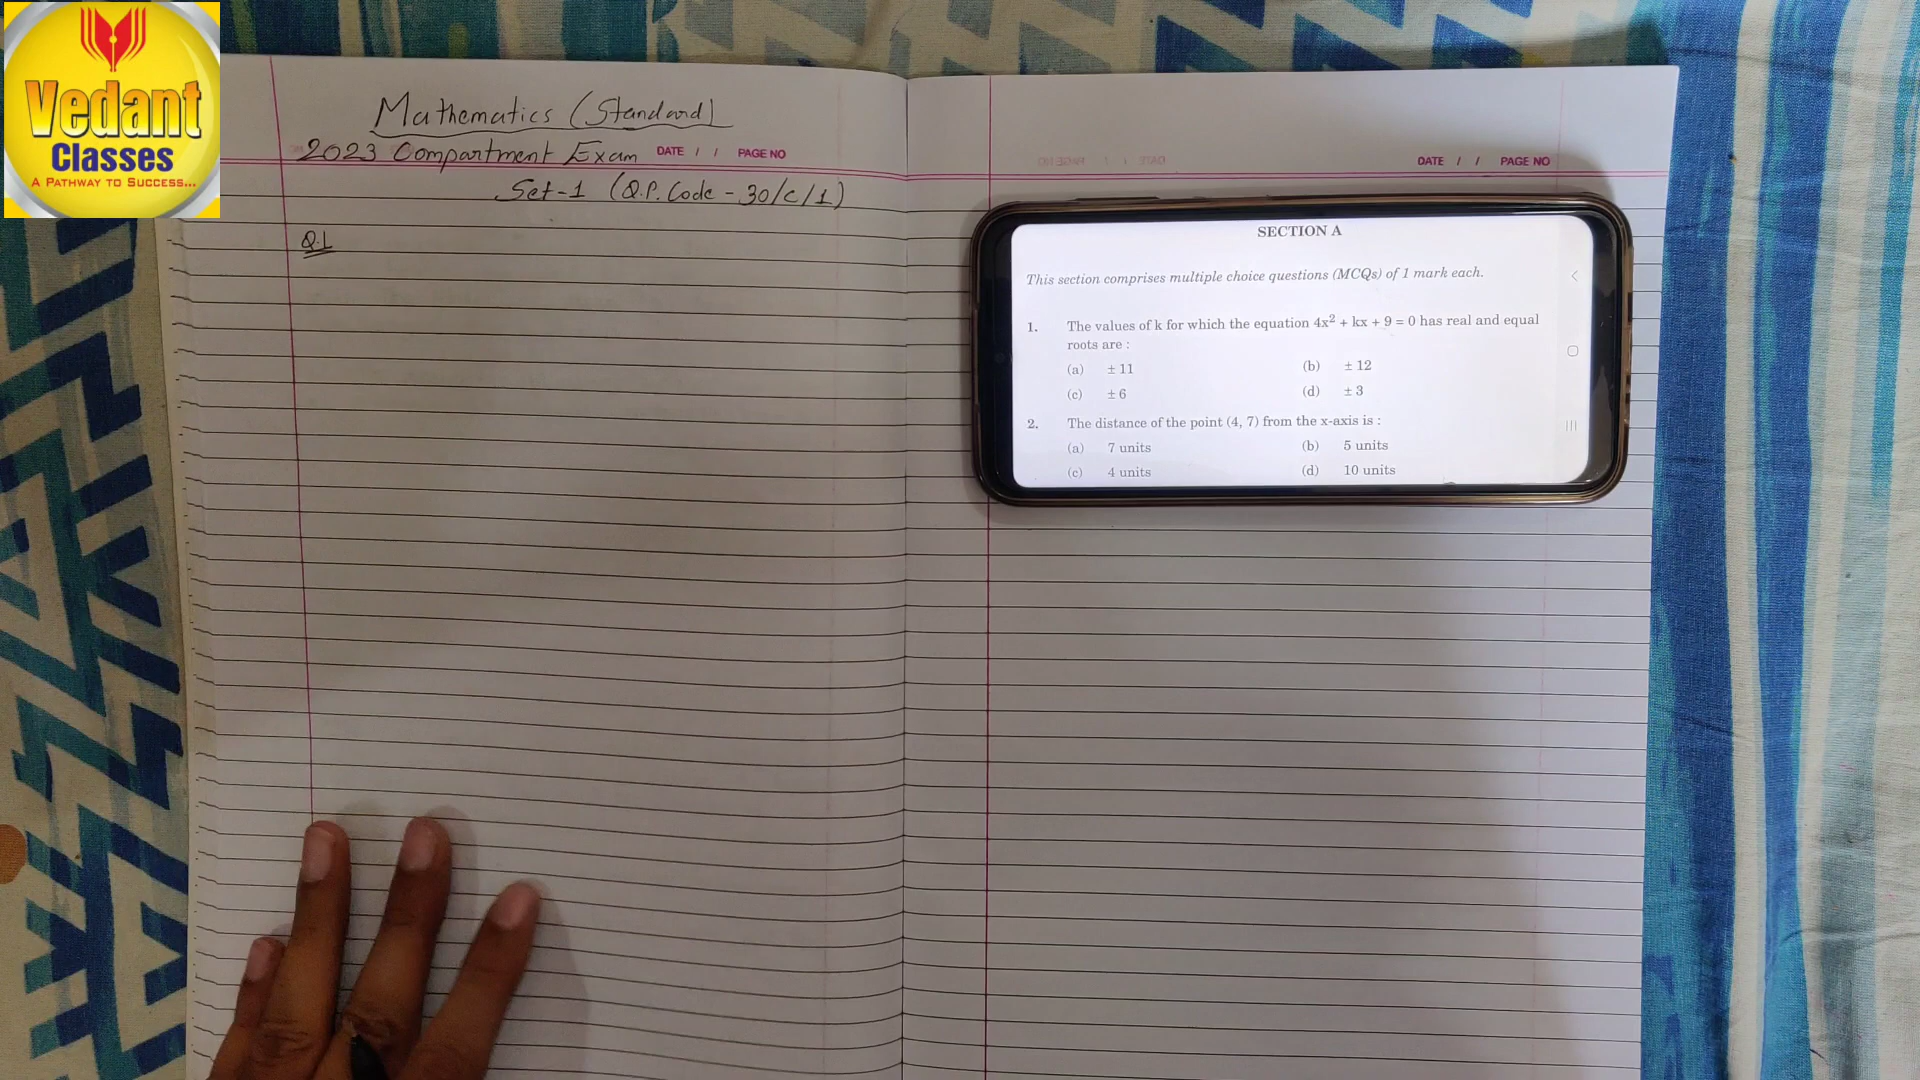 Vedant
Classes
A PATHWAY TO SUCCESS...
Mathematics (Standard)
2023 Compartment Exam
DATE / / PAGE NO
Set-1 (Q.P. Code - 30/C/1)
Q.1
DATE / / PAGE NO
SECTION A
This section comprises multiple choice questions (MCQs) of 1 mark each.
1. The values of k for which the equation 4x² + kx + 9 = 0 has real and equal
roots are :
(a) ± 11 (b) ± 12
(c) ± 6 (d) ± 3
2. The distance of the point (4, 7) from the x-axis is :
(a) 7 units (b) 5 units
(c) 4 units (d) 10 units